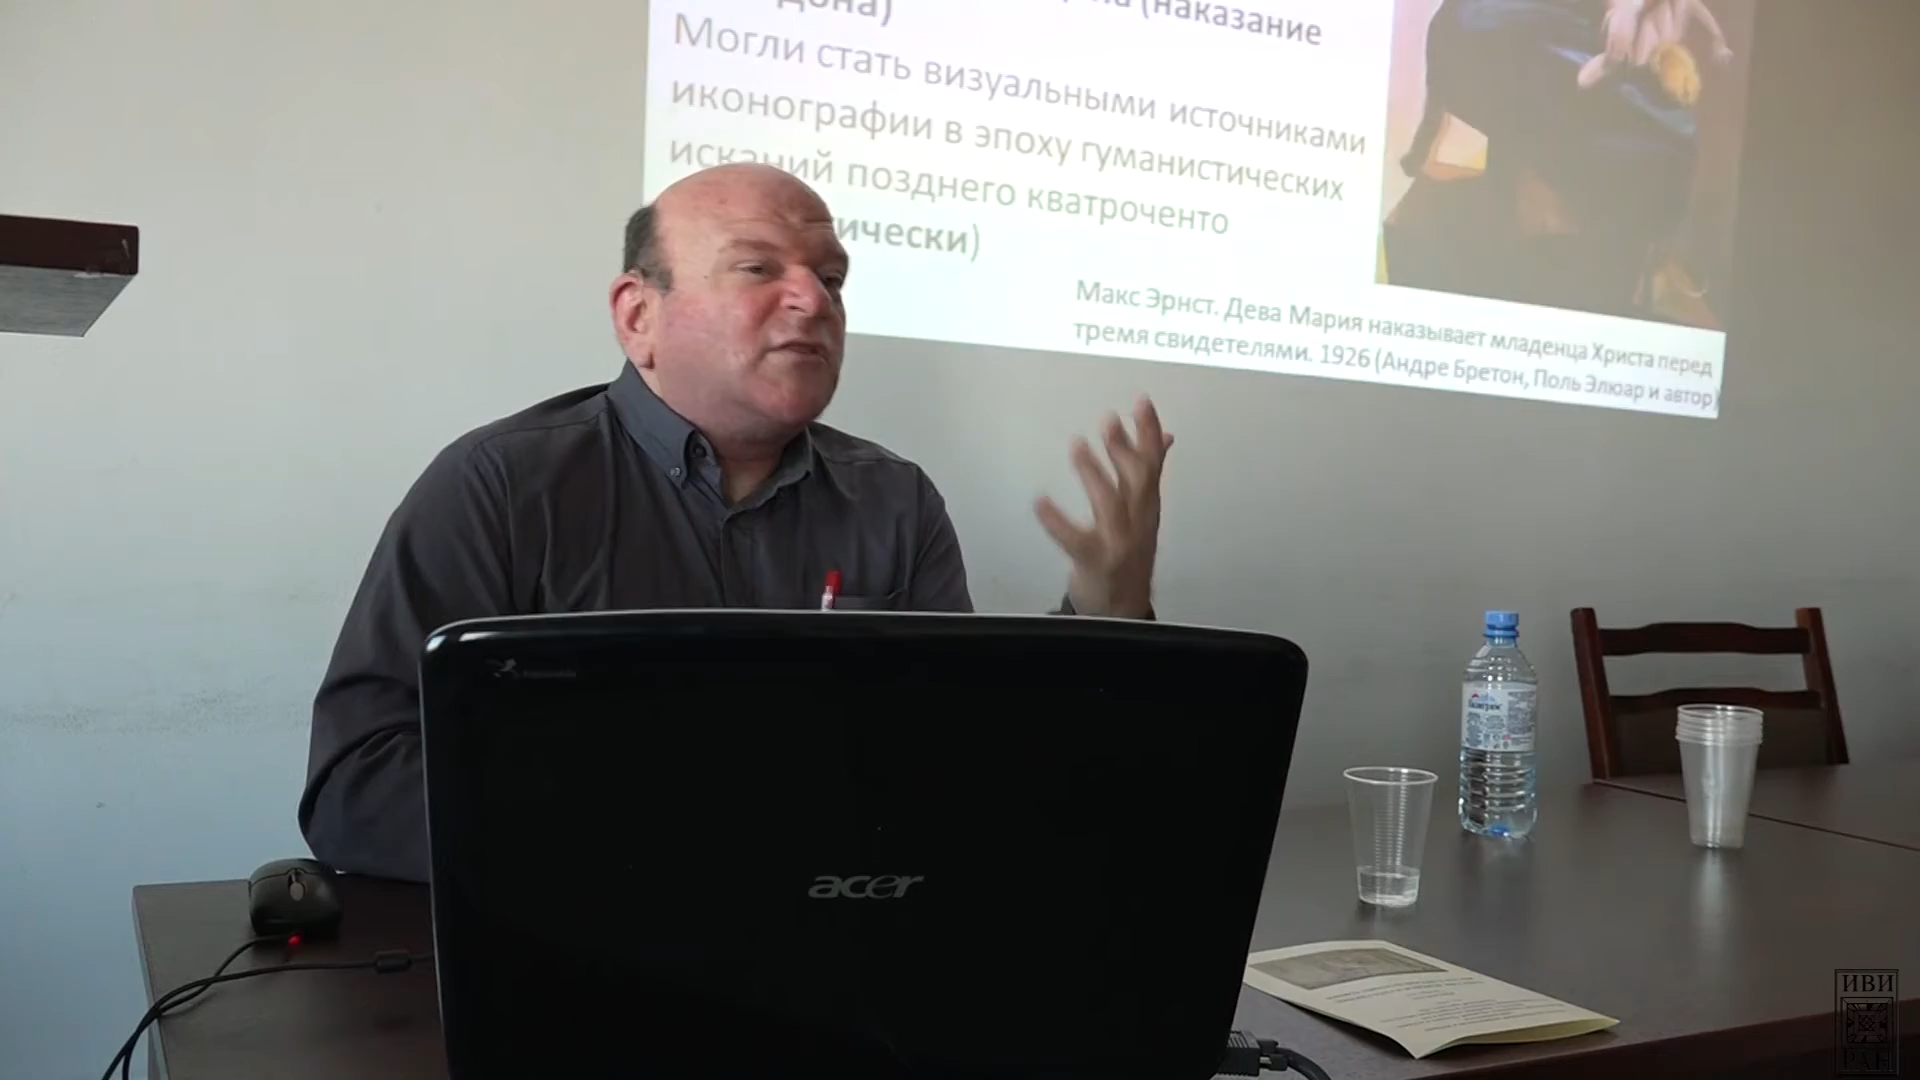 (наказание
дона)
Могли стать визуальными источниками
иконографии в эпоху гуманистических
исканий позднего кватроченто
ически)
Макс Эрнст. Дева Мария наказывает младенца Христа перед
тремя свидетелями. 1926 (Андре Бретон, Поль Элюар и автор)
acer
ИВИ
РАН